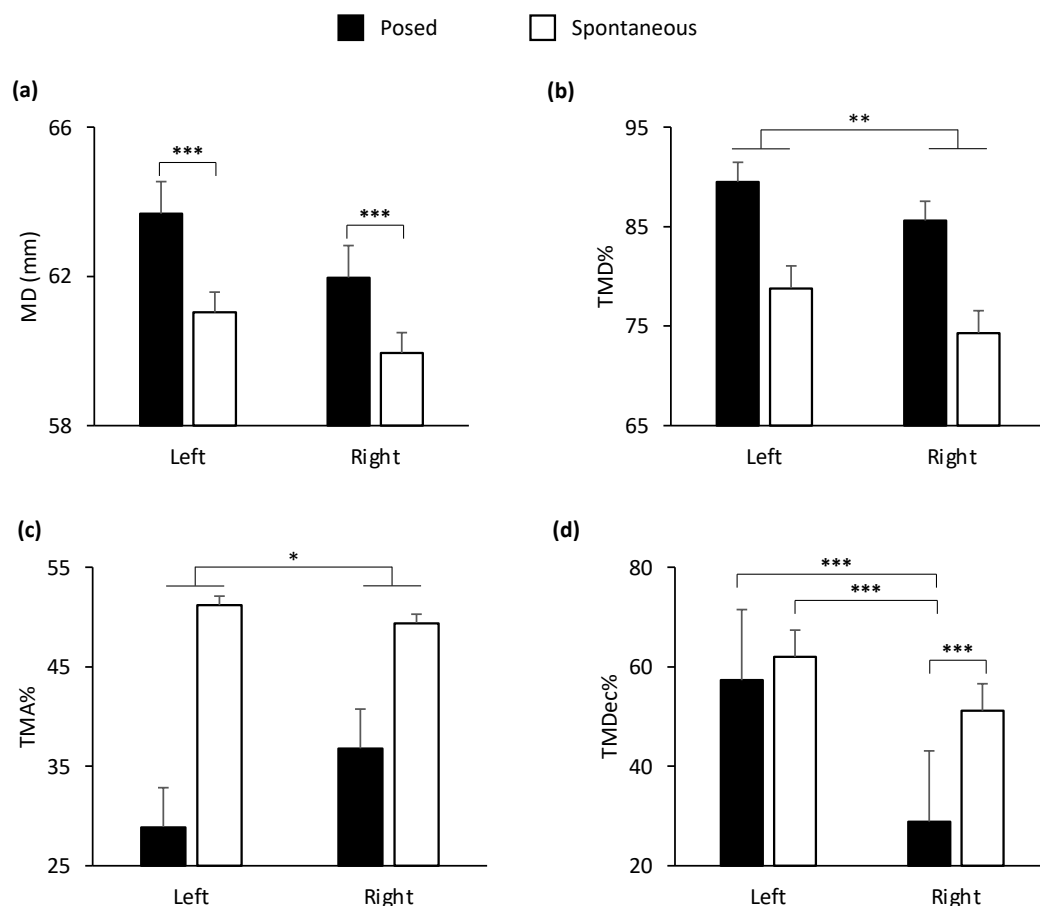 Posed Spontaneous
(a)
66
62
58
MD (mm)
***
***
Left Right
(b)
95
85
75
65
TMD%
**
Left Right
(c)
55
45
35
25
TMA%
*
Left Right
(d)
80
60
40
20
TMDec%
***
***
***
Left Right